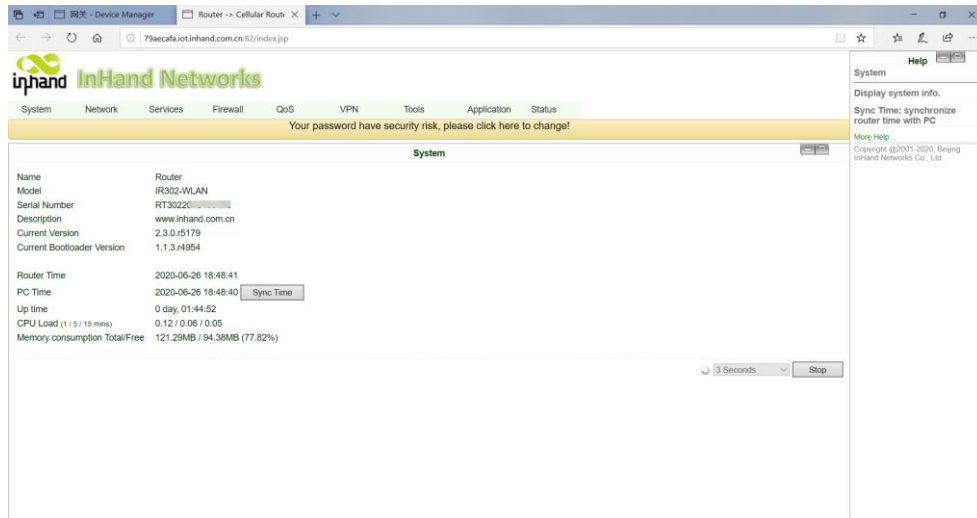 网关 - Device Manager
Router -> Cellular Route
79aecafa.iot.inhand.com.cn:82/index.jsp
inhand InHand Networks
System Network Services Firewall QoS VPN Tools Application Status
Your password have security risk, please click here to change!
System
Name Router
Model IR302-WLAN
Serial Number RT30220
Description www.inhand.com.cn
Current Version 2.3.0.r5179
Current Bootloader Version 1.1.3.r4954
Router Time 2020-06-26 18:48:41
PC Time 2020-06-26 18:48:40 Sync Time
Up time 0 day, 01:44:52
CPU Load (1 / 5 / 15 mins) 0.12 / 0.06 / 0.05
Memory consumption Total/Free 121.29MB / 94.38MB (77.82%)
3 Seconds Stop
Help
System
Display system info.
Sync Time: synchronize
router time with PC
More Help...
Copyright @2001-2020, Beijing
InHand Networks Co., Ltd